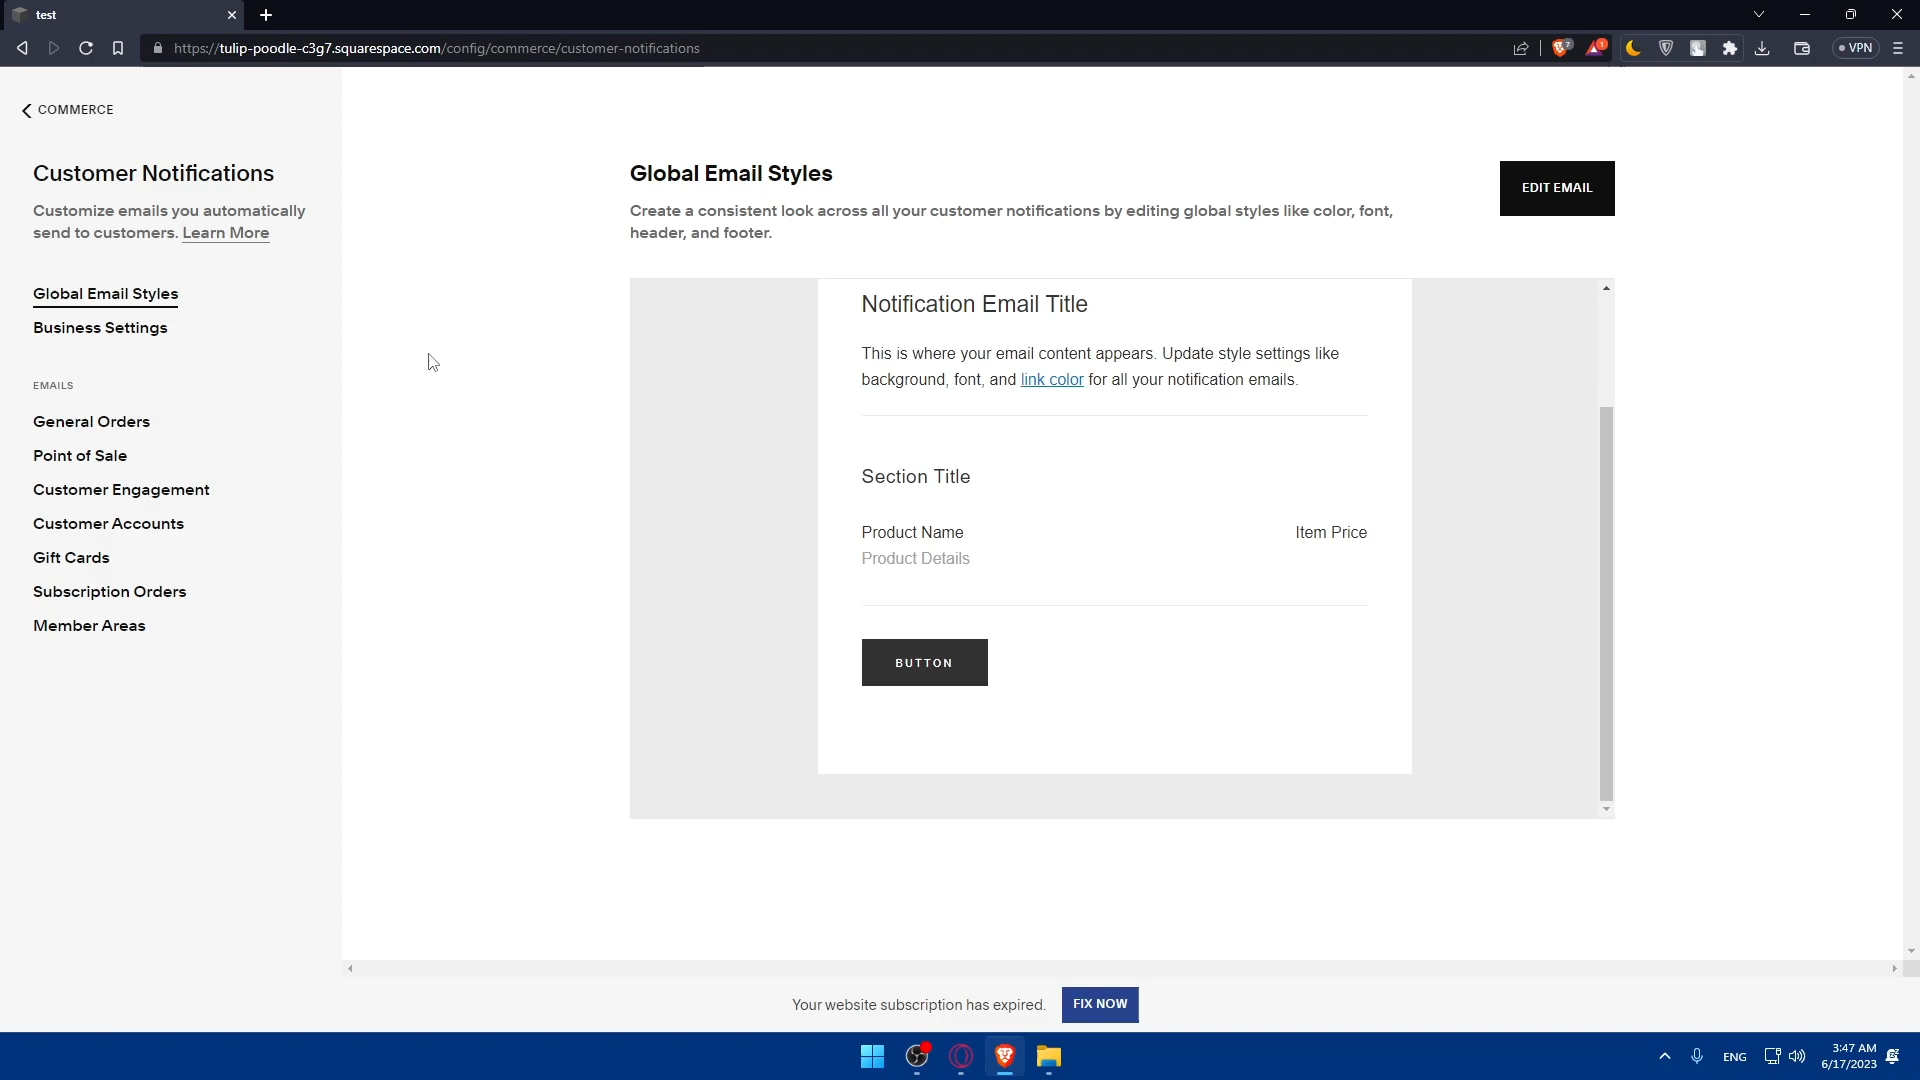 test
https://tulip-poodle-c3g7.squarespace.com/config/commerce/customer-notifications
7
1
VPN
COMMERCE
Customer Notifications
Customize emails you automatically
send to customers. Learn More
Global Email Styles
Business Settings
EMAILS
General Orders
Point of Sale
Customer Engagement
Customer Accounts
Gift Cards
Subscription Orders
Member Areas
Global Email Styles
Create a consistent look across all your customer notifications by editing global styles like color, font,
header, and footer.
EDIT EMAIL
Notification Email Title
This is where your email content appears. Update style settings like
background, font, and link color for all your notification emails.
Section Title
Product Name Item Price
Product Details
BUTTON
Your website subscription has expired. FIX NOW
ENG
3:47 AM
6/17/2023